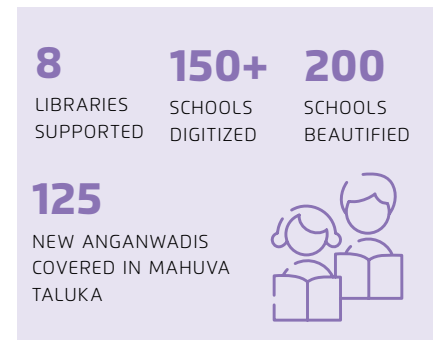 8
LIBRARIES
SUPPORTED
150+
SCHOOLS
DIGITIZED
200
SCHOOLS
BEAUTIFIED
125
NEW ANGANWADIS
COVERED IN MAHUVA
TALUKA